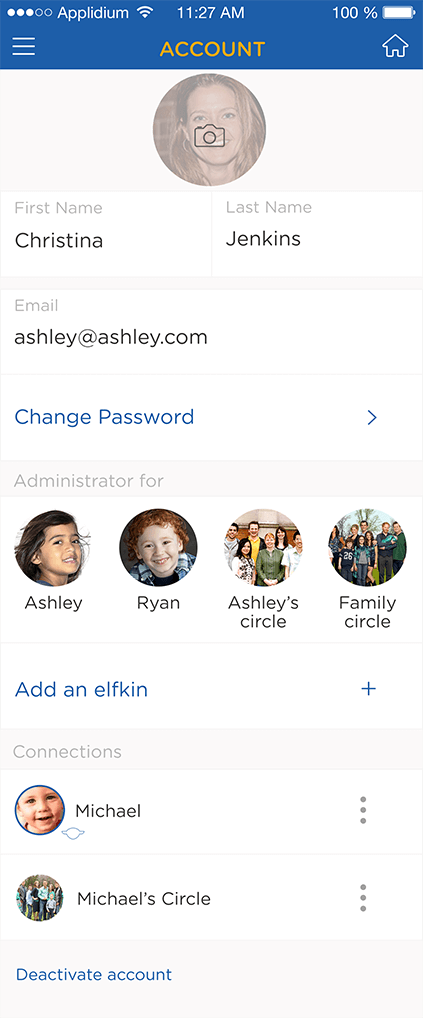 Applidium 11:27 AM 100 %
ACCOUNT
First Name Last Name
Christina Jenkins
Email
ashley@ashley.com
Change Password
Administrator for
Ashley Ryan Ashley's Family
circle circle
Add an elfkin
Connections
Michael
Michael's Circle
Deactivate account